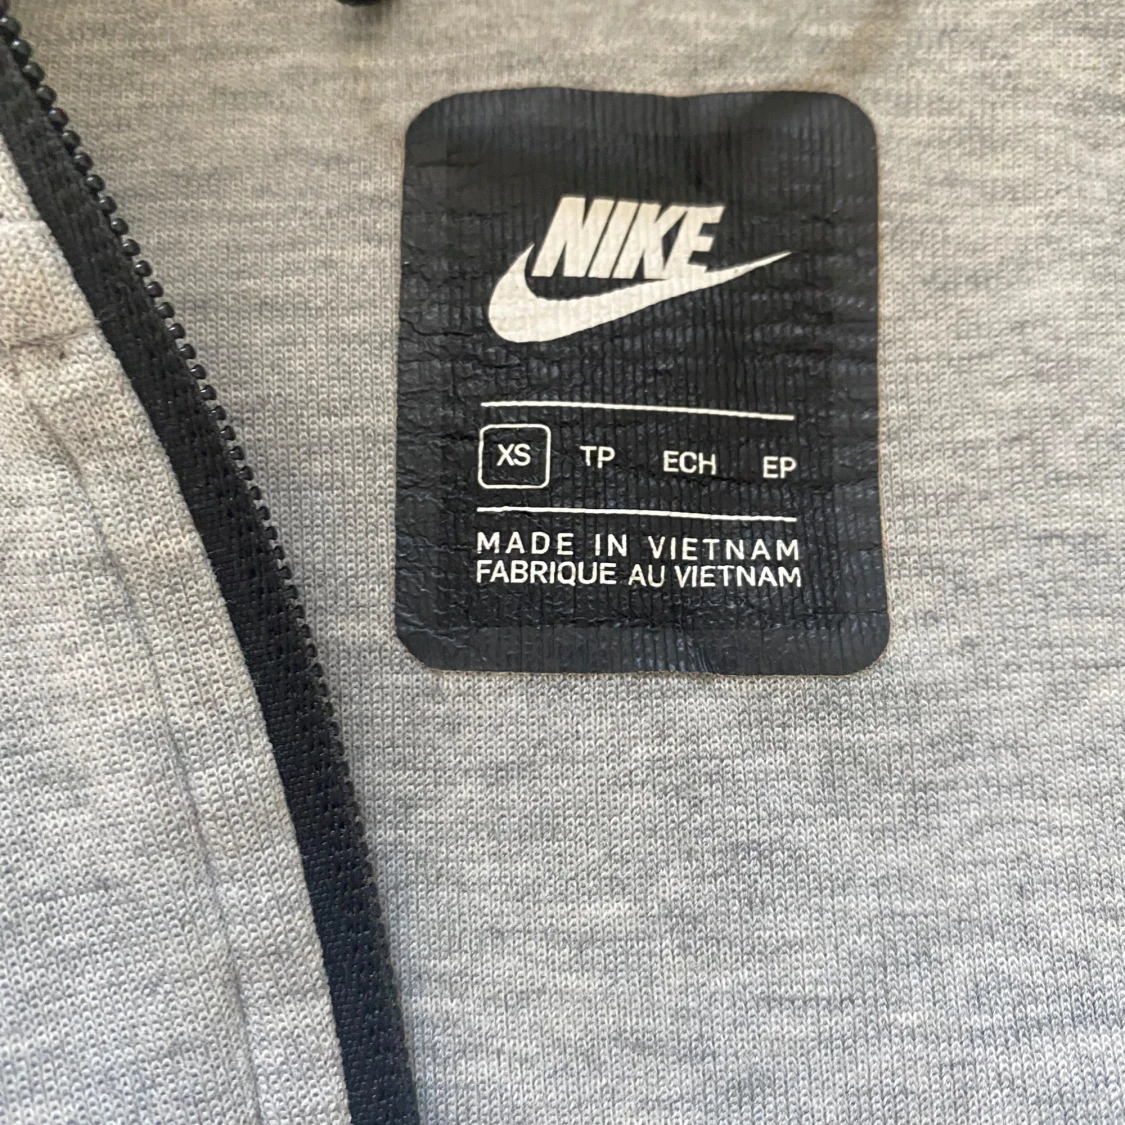 NIKE
XS TP ECH EP
MADE IN VIETNAM
FABRIQUE AU VIETNAM